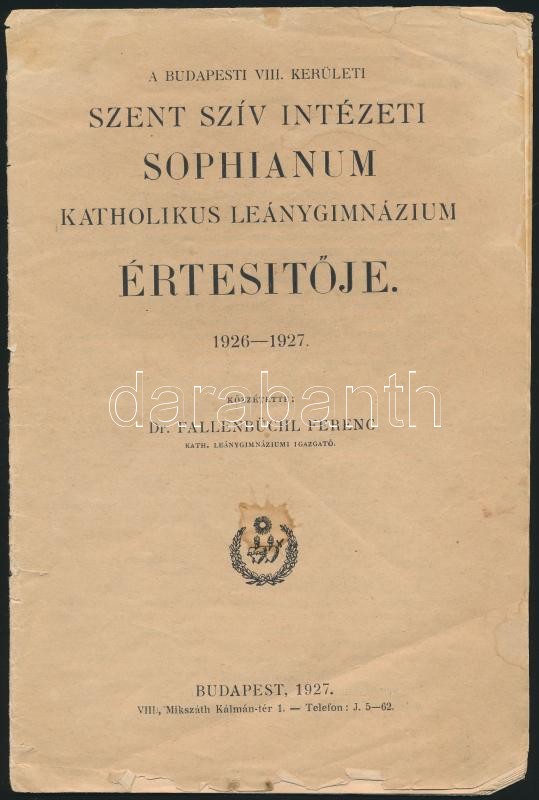 A BUDAPESTI VIII. KERÜLETI
SZENT SZÍV INTÉZETI
SOPHIANUM
KATHOLIKUS LEÁNYGIMNÁZIUM
ÉRTESITŐJE.
1926—1927.
KÖZZÉTETTE:
darabanth
Dr. FALLENBÜCHL FERENC
KATH. LEÁNYGIMNÁZIUMI IGAZGATÓ.
BUDAPEST, 1927.
VIII., Mikszáth Kálmán-tér 1. — Telefon: J. 5—62.